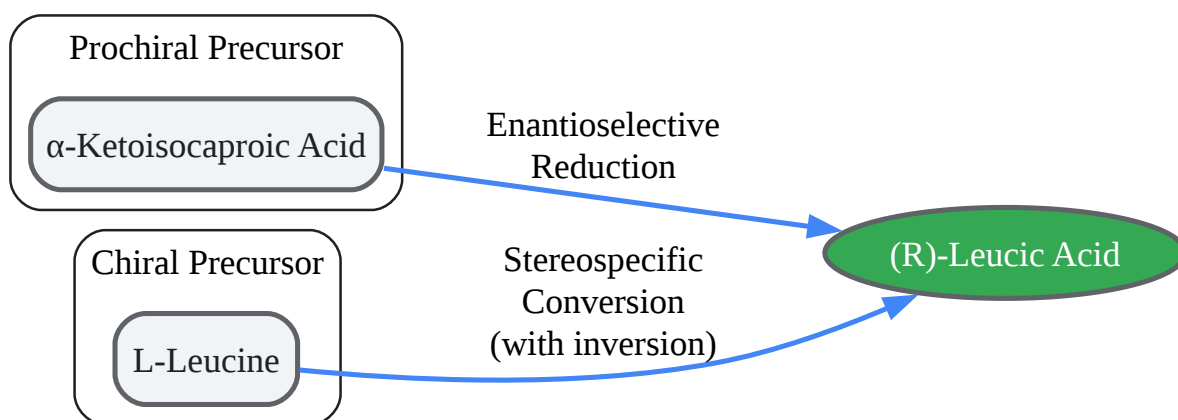 Prochiral Precursor
α-Ketoisocaproic Acid
Enantioselective
Reduction
(R)-Leucic Acid
Chiral Precursor
L-Leucine
Stereospecific
Conversion
(with inversion)